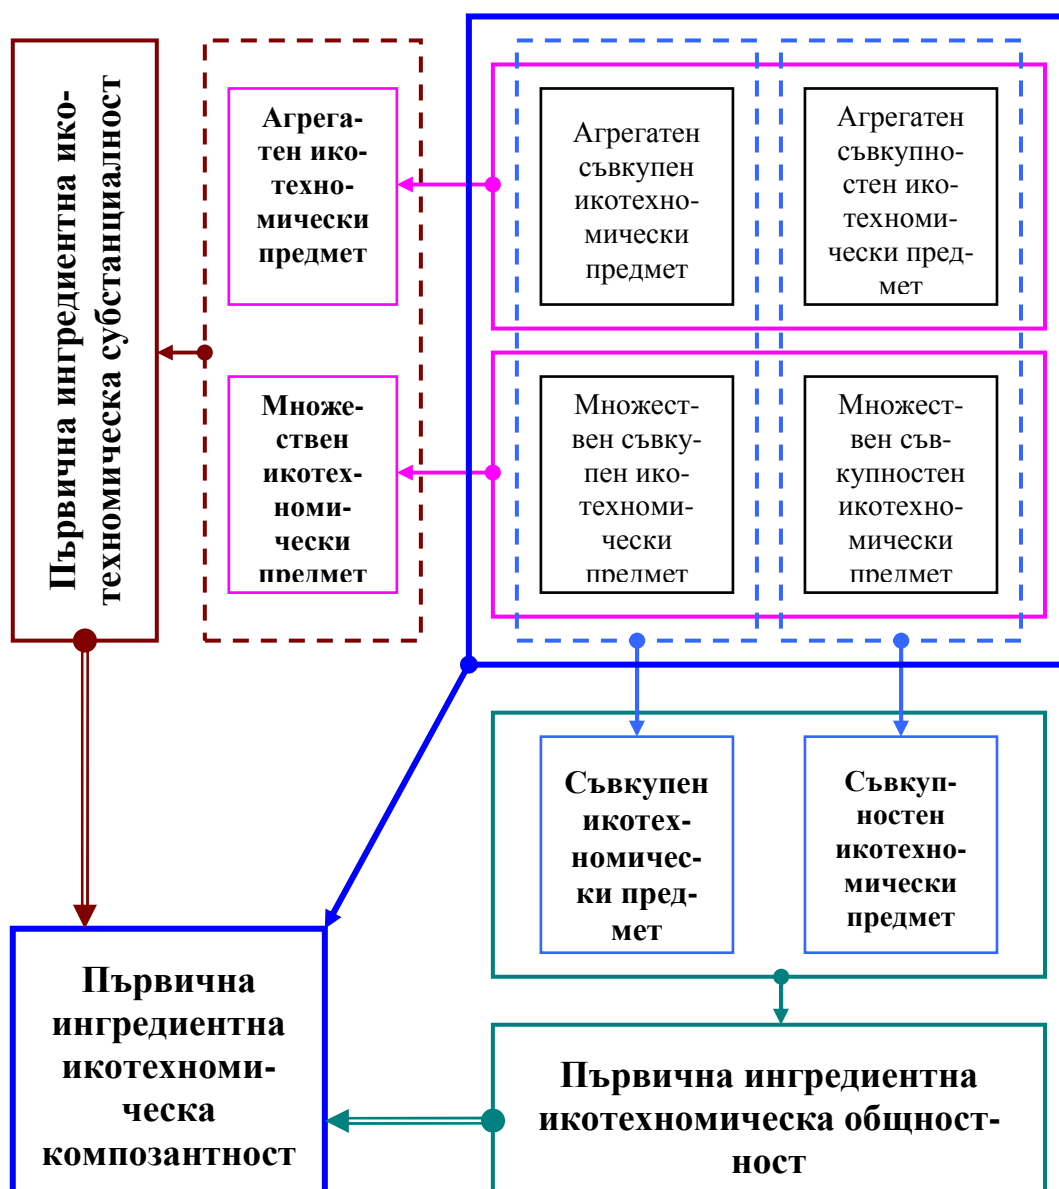 Първична ингредиентна ико-
техномическа субстанциалност
Агрега-
тен ико-
техно-
мически
предмет
Агрегатен
съвкупен
икотехно-
мически
предмет
Агрегатен
съвкупно-
стен ико-
техноми-
чески пред-
мет
Множе-
ствен
икотех-
номи-
чески
предмет
Множест-
вен съвку-
пен ико-
техноми-
чески
предмет
Множест-
вен съв-
купностен
икотехно-
мически
предмет
Съвкупен
икотех-
номичес-
ки пред-
мет
Съвкуп-
ностен
икотехно-
мически
предмет
Първична
ингредиентна
икотехноми-
ческа
композантност
Първична ингредиентна
икотехномическа общност-
ност